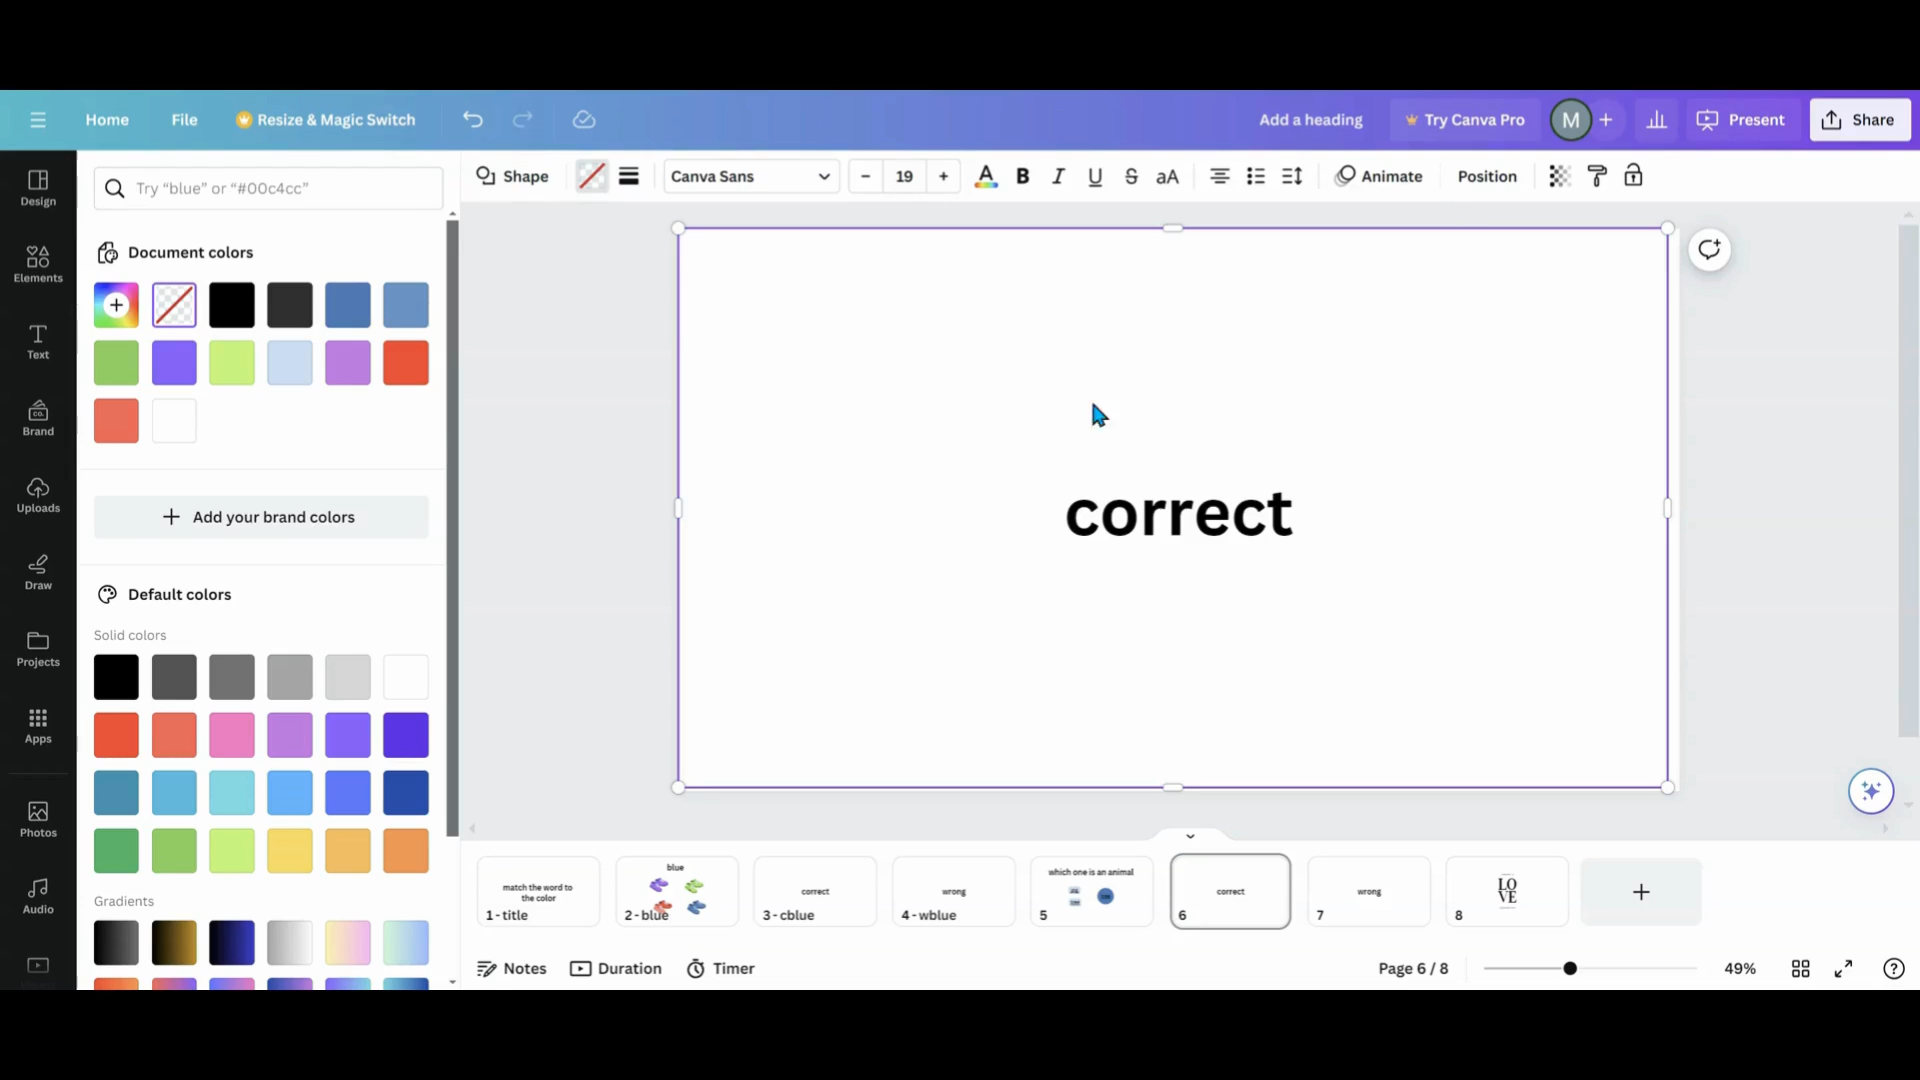 Home File Resize & Magic Switch Add a heading Try Canva Pro M Present Share
Design
Elements
Text
Brand
CO.
Uploads
Draw
Projects
Apps
Photos
Audio
Try “blue” or “#00c4cc”
Document colors
Add your brand colors
Default colors
Solid colors
Gradients
Shape Canva Sans 19 A B I U S aA Animate Position
correct
match the word to
the color
1 - title
blue
2 - blue
correct
3 - cblue
wrong
4 - wblue
which one is an animal
5
correct
6
wrong
7
LO
VE
8
Notes Duration Timer Page 6 / 8 49%